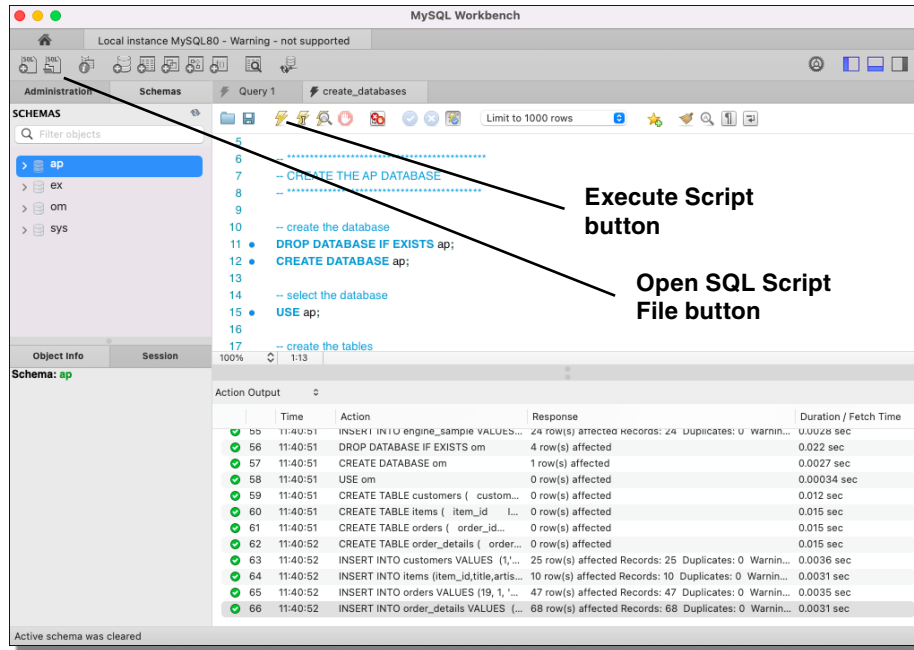 MySQL Workbench
Local instance MySQL80 - Warning - not supported
Administration
Schemas
Query 1
create_databases
SCHEMAS
Filter objects
ap
ex
om
sys
Limit to 1000 rows
5
6 -- ********************************************
7 -- CREATE THE AP DATABASE
8 -- *******************************************
9
10 -- create the database
11 DROP DATABASE IF EXISTS ap;
12 CREATE DATABASE ap;
13
14 -- select the database
15 USE ap;
16
17 -- create the tables
Execute Script
button
Open SQL Script
File button
100% 1:13
Object Info
Session
Schema: ap
Action Output
Time Action Response Duration / Fetch Time
55 11:40:51 INSERT INTO engine_sample VALUES... 24 row(s) affected Records: 24 Duplicates: 0 Warnin... 0.0028 sec
56 11:40:51 DROP DATABASE IF EXISTS om 4 row(s) affected 0.022 sec
57 11:40:51 CREATE DATABASE om 1 row(s) affected 0.0027 sec
58 11:40:51 USE om 0 row(s) affected 0.00034 sec
59 11:40:51 CREATE TABLE customers ( custom... 0 row(s) affected 0.012 sec
60 11:40:51 CREATE TABLE items ( item_id I... 0 row(s) affected 0.015 sec
61 11:40:51 CREATE TABLE orders ( order_id... 0 row(s) affected 0.015 sec
62 11:40:52 CREATE TABLE order_details ( order... 0 row(s) affected 0.015 sec
63 11:40:52 INSERT INTO customers VALUES (1,'... 25 row(s) affected Records: 25 Duplicates: 0 Warnin... 0.0036 sec
64 11:40:52 INSERT INTO items (item_id,title,artis... 10 row(s) affected Records: 10 Duplicates: 0 Warnin... 0.0031 sec
65 11:40:52 INSERT INTO orders VALUES (19, 1, '... 47 row(s) affected Records: 47 Duplicates: 0 Warnin... 0.0035 sec
66 11:40:52 INSERT INTO order_details VALUES (... 68 row(s) affected Records: 68 Duplicates: 0 Warnin... 0.0031 sec
Active schema was cleared